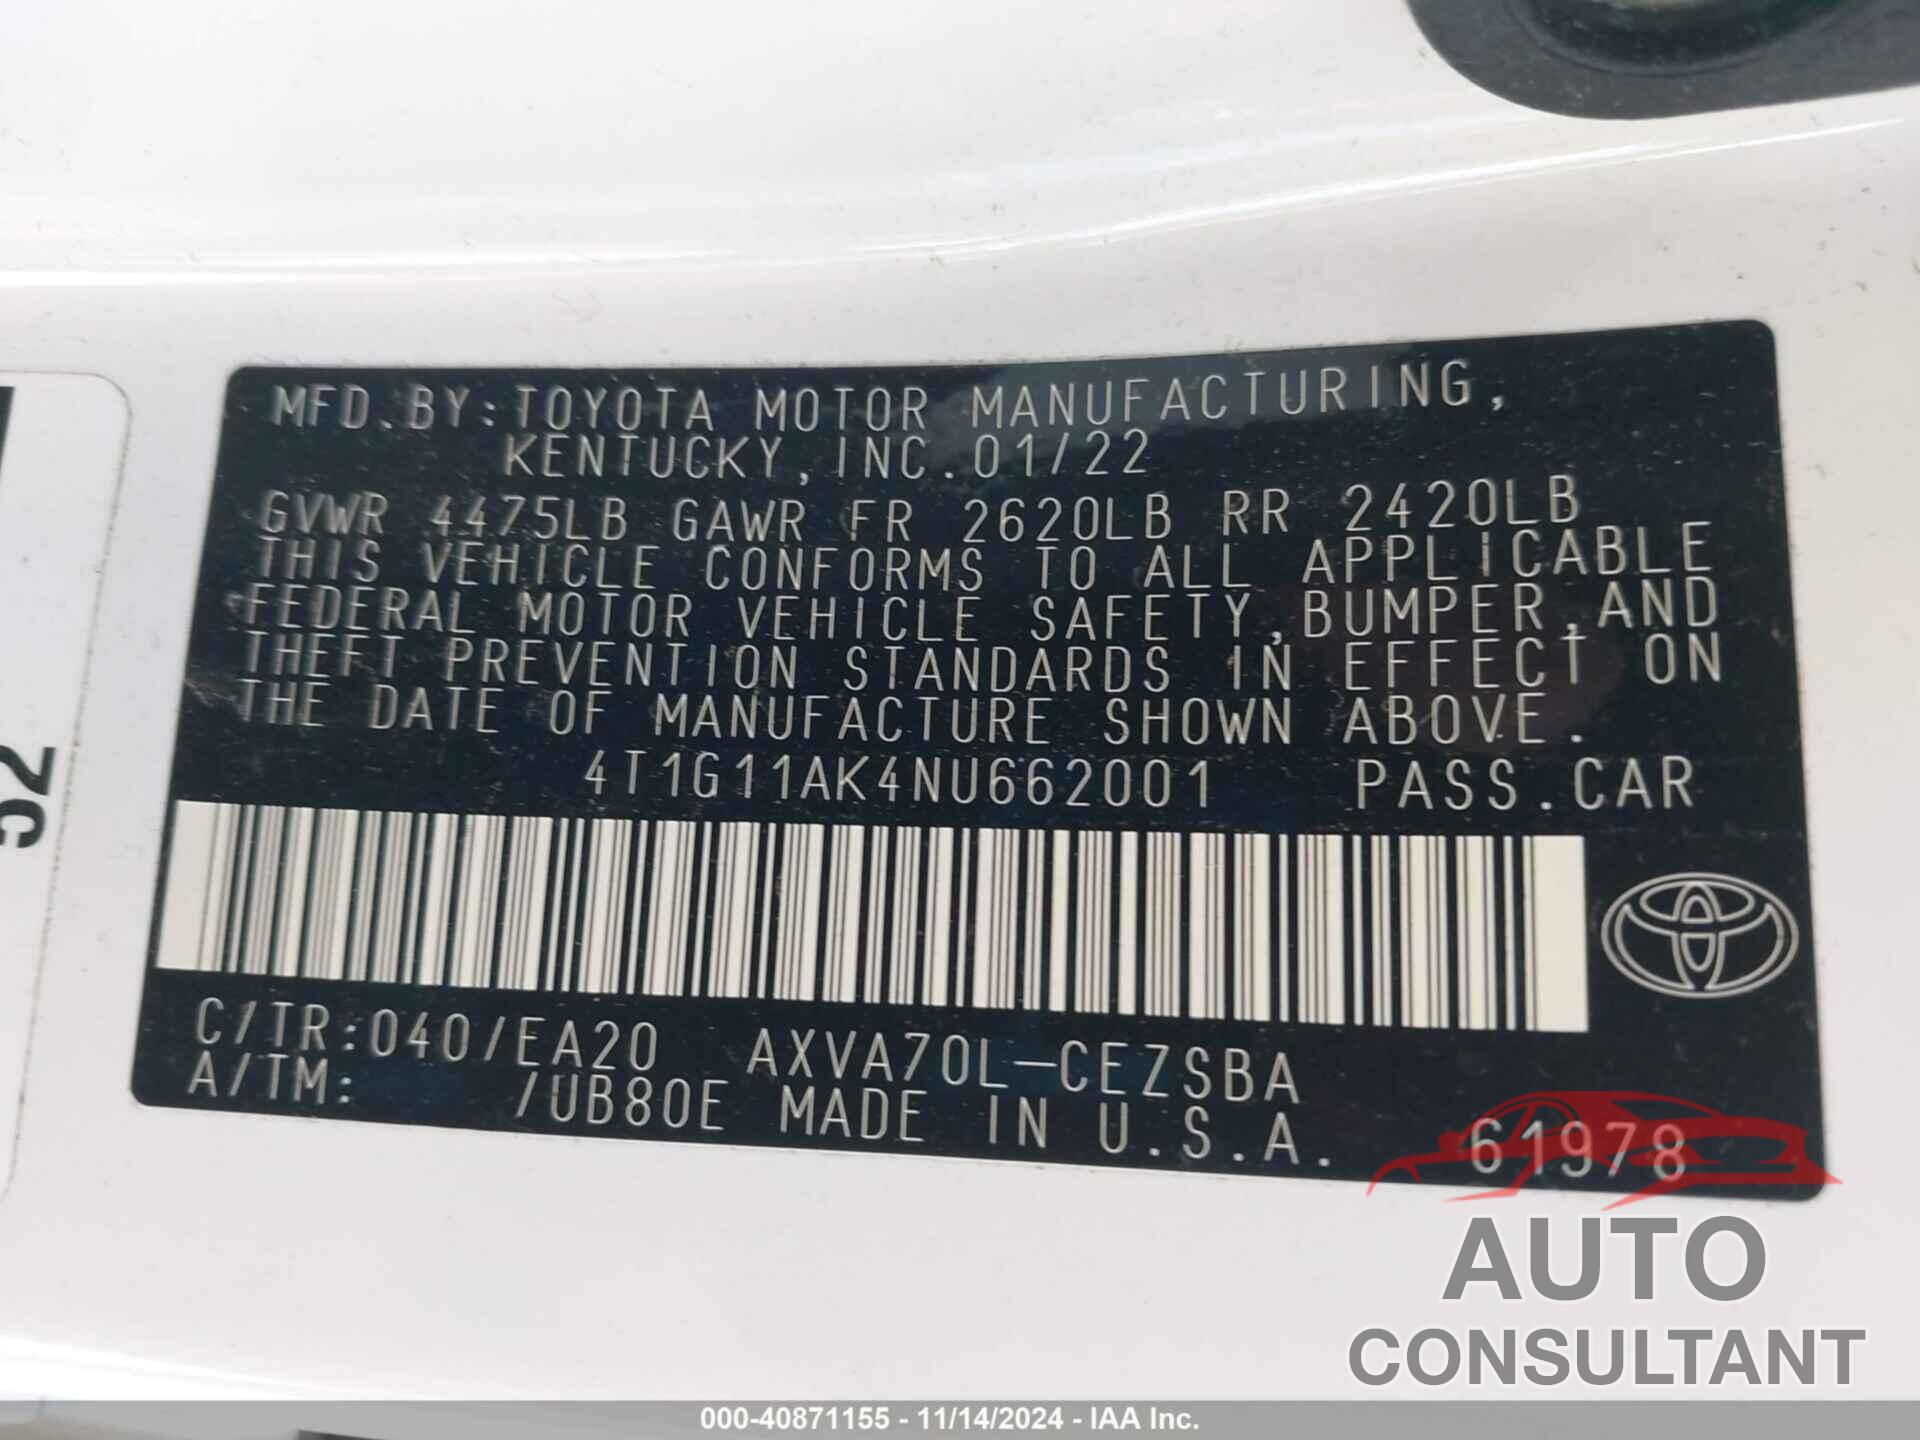 MFD.BY:TOYOTA MOTOR MANUFACTURING,
KENTUCKY,INC.01/22
GVWR 4475LB GAWR FR 2620LB RR 2420LB
THIS VEHICLE CONFORMS TO ALL APPLICABLE
FEDERAL MOTOR VEHICLE SAFETY,BUMPER,AND
THEFT PREVENTION STANDARDS IN EFFECT ON
THE DATE OF MANUFACTURE SHOWN ABOVE.
4T1G11AK4NU662001 PASS.CAR
C/TR:040/EA20 AXVA70L-CEZSBA
A/TM: /UB80E MADE IN U.S.A. 61978
AUTO
CONSULTANT
000-40871155 - 11/14/2024 - IAA Inc.